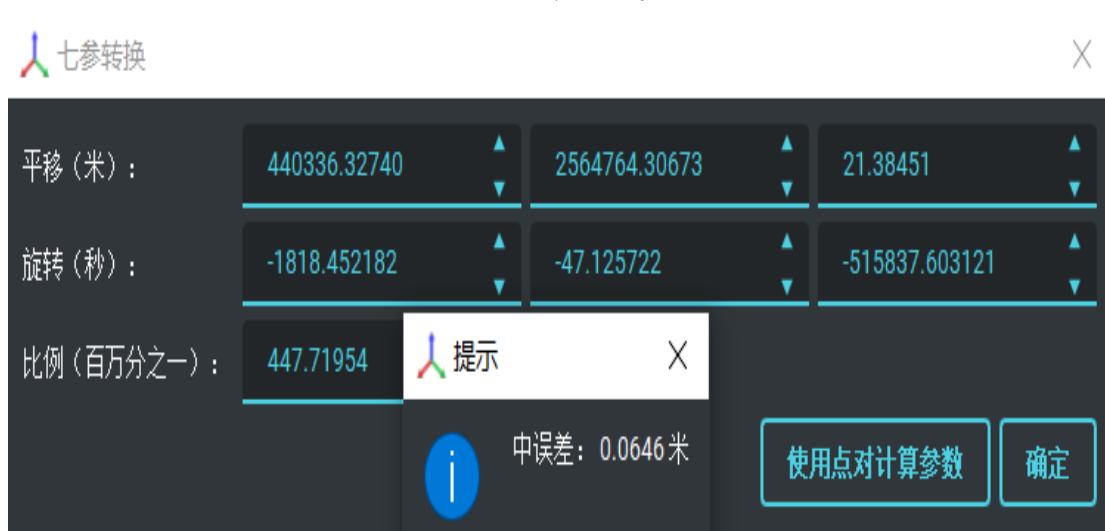 七参转换
平移（米）： 440336.32740 2564764.30673 21.38451
旋转（秒）： -1818.452182 -47.125722 -515837.603121
比例（百万分之一）： 447.71954
提示
中误差：0.0646米
使用点对计算参数 确定